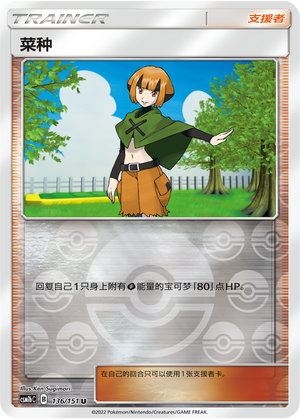 TRAINER
支援者
菜种
回复自己1只身上附有能量的宝可梦「80」点HP。
Illus. Ken Sugimori
CSM1bC B 136/151 U
在自己的回合只可以使用1张支援者卡。
©2022 Pokémon/Nintendo/Creatures/GAME FREAK.